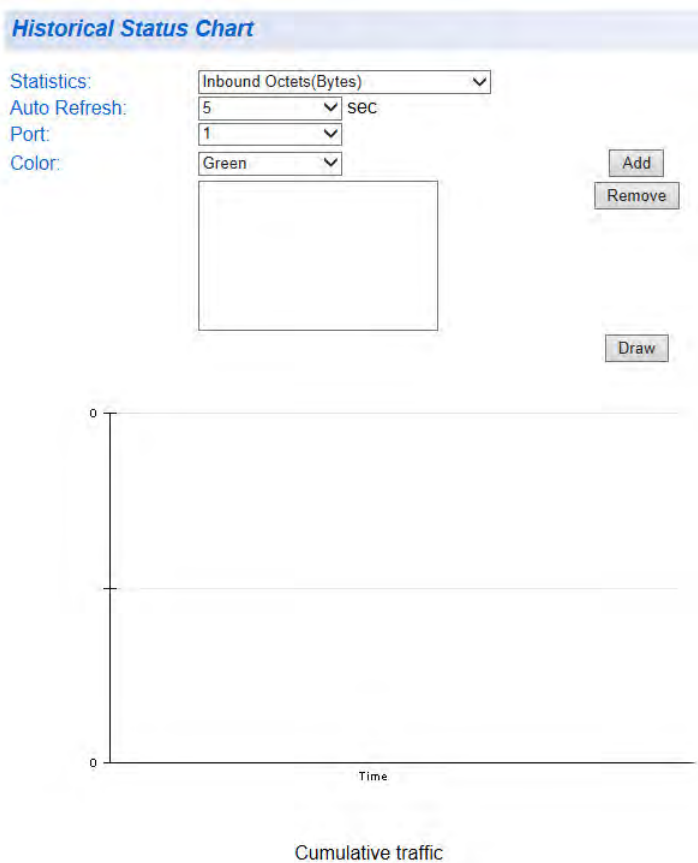 Historical Status Chart
Statistics: Inbound Octets(Bytes)
Auto Refresh: 5 sec
Port: 1
Color: Green Add
Remove
Draw
0
0
Time
Cumulative traffic